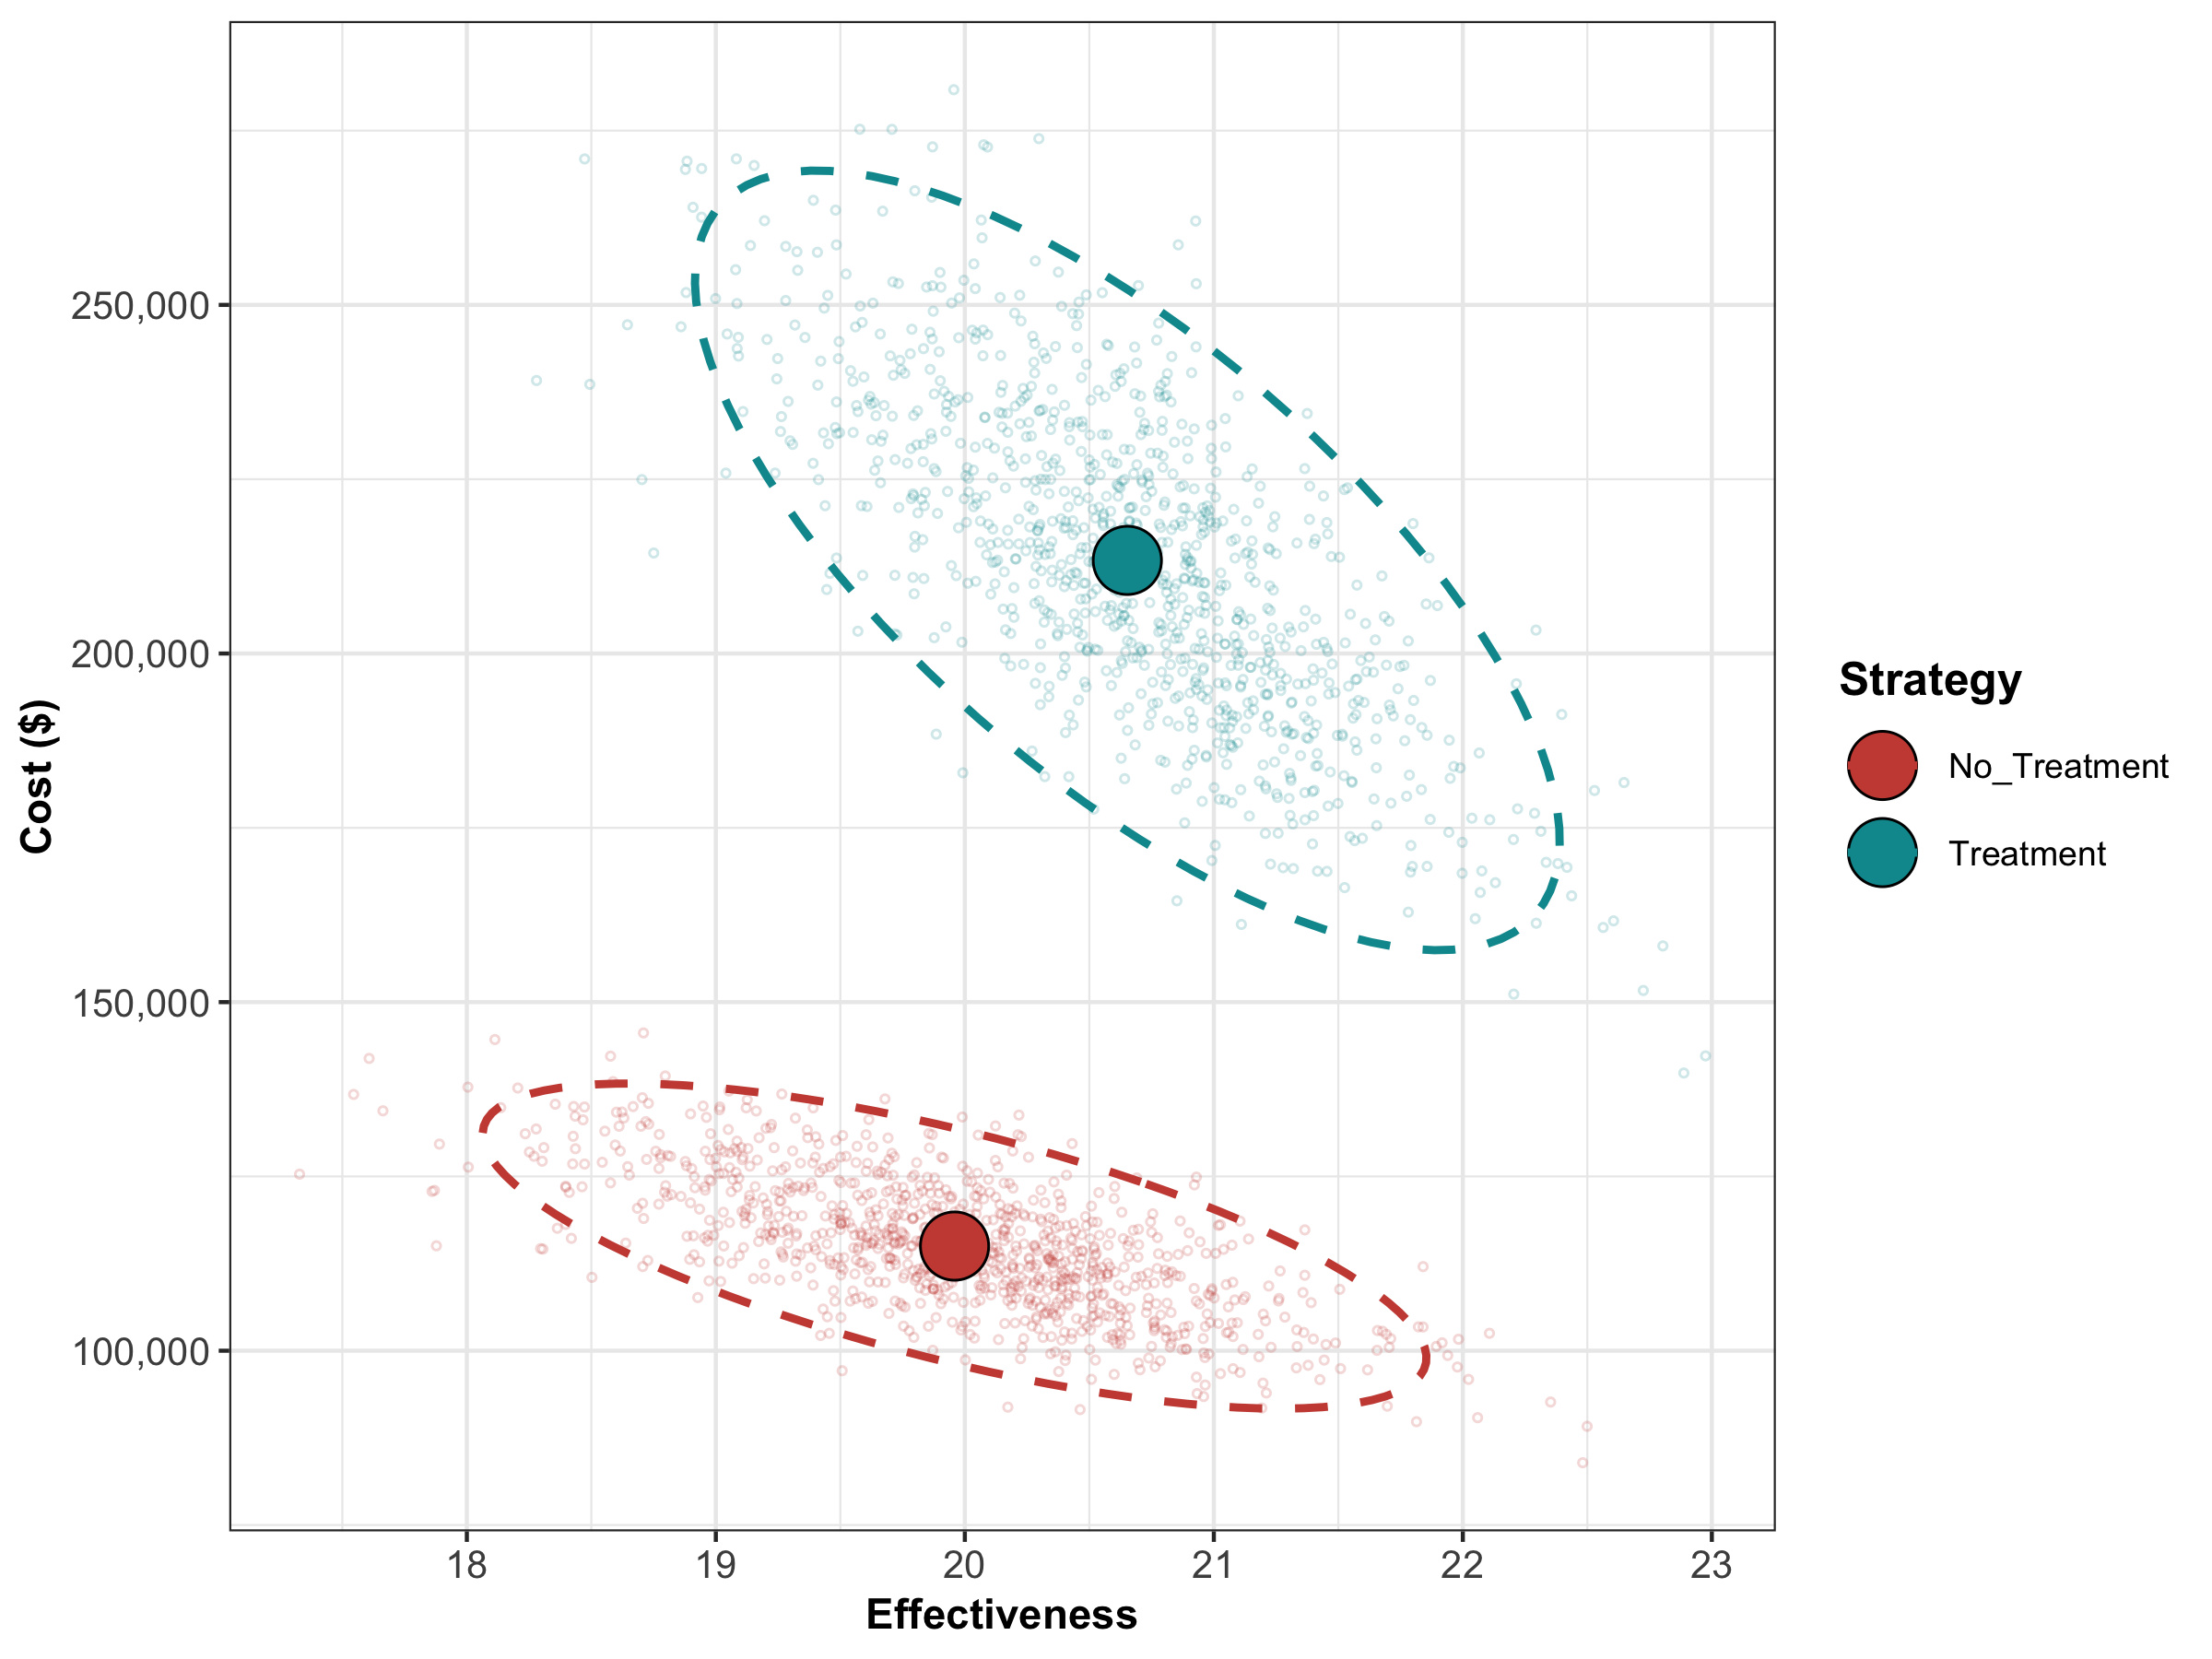 250,000
200,000
150,000
100,000
Cost ($)
18 19 20 21 22 23
Effectiveness
Strategy
No_Treatment
Treatment